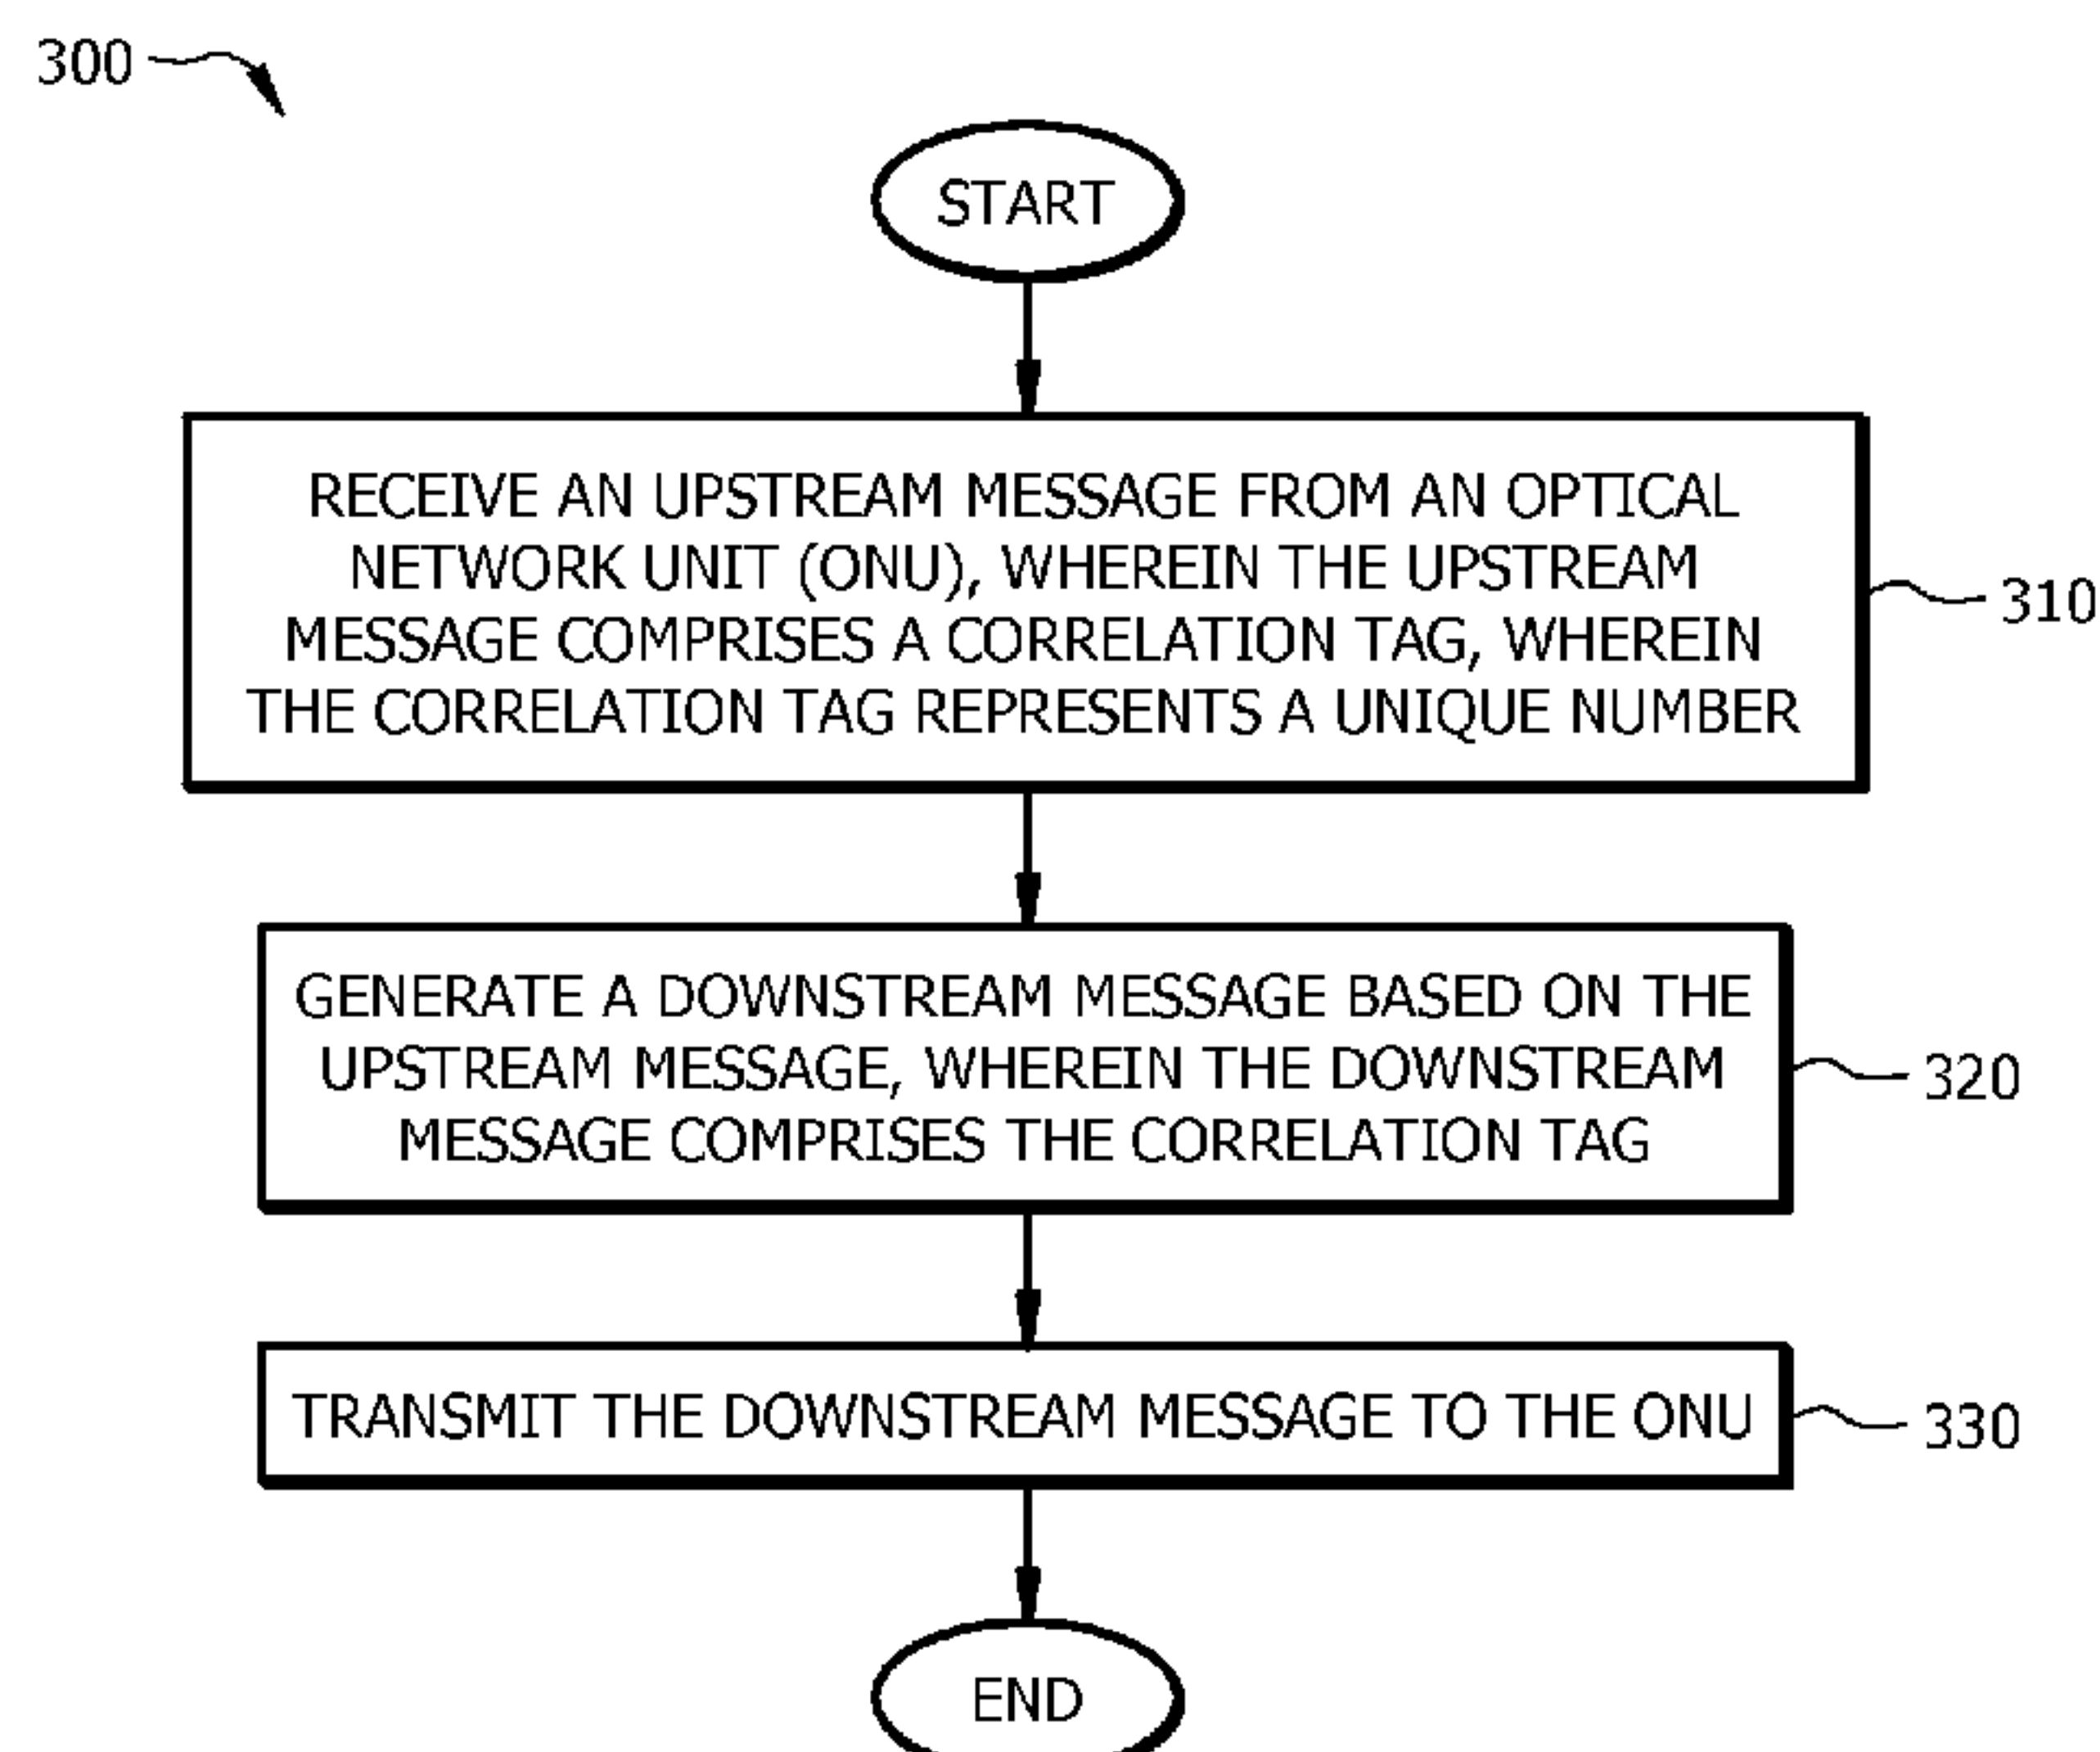 300
START
RECEIVE AN UPSTREAM MESSAGE FROM AN OPTICAL
NETWORK UNIT (ONU), WHEREIN THE UPSTREAM
MESSAGE COMPRISES A CORRELATION TAG, WHEREIN
THE CORRELATION TAG REPRESENTS A UNIQUE NUMBER
310
GENERATE A DOWNSTREAM MESSAGE BASED ON THE
UPSTREAM MESSAGE, WHEREIN THE DOWNSTREAM
MESSAGE COMPRISES THE CORRELATION TAG
320
TRANSMIT THE DOWNSTREAM MESSAGE TO THE ONU
330
END